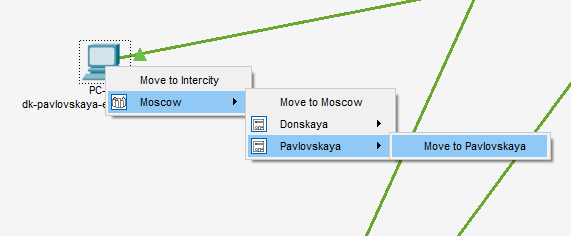 PC-
dk-pavlovskaya-e
Move to Intercity
Moscow
Move to Moscow
Donskaya
Pavlovskaya
Move to Pavlovskaya